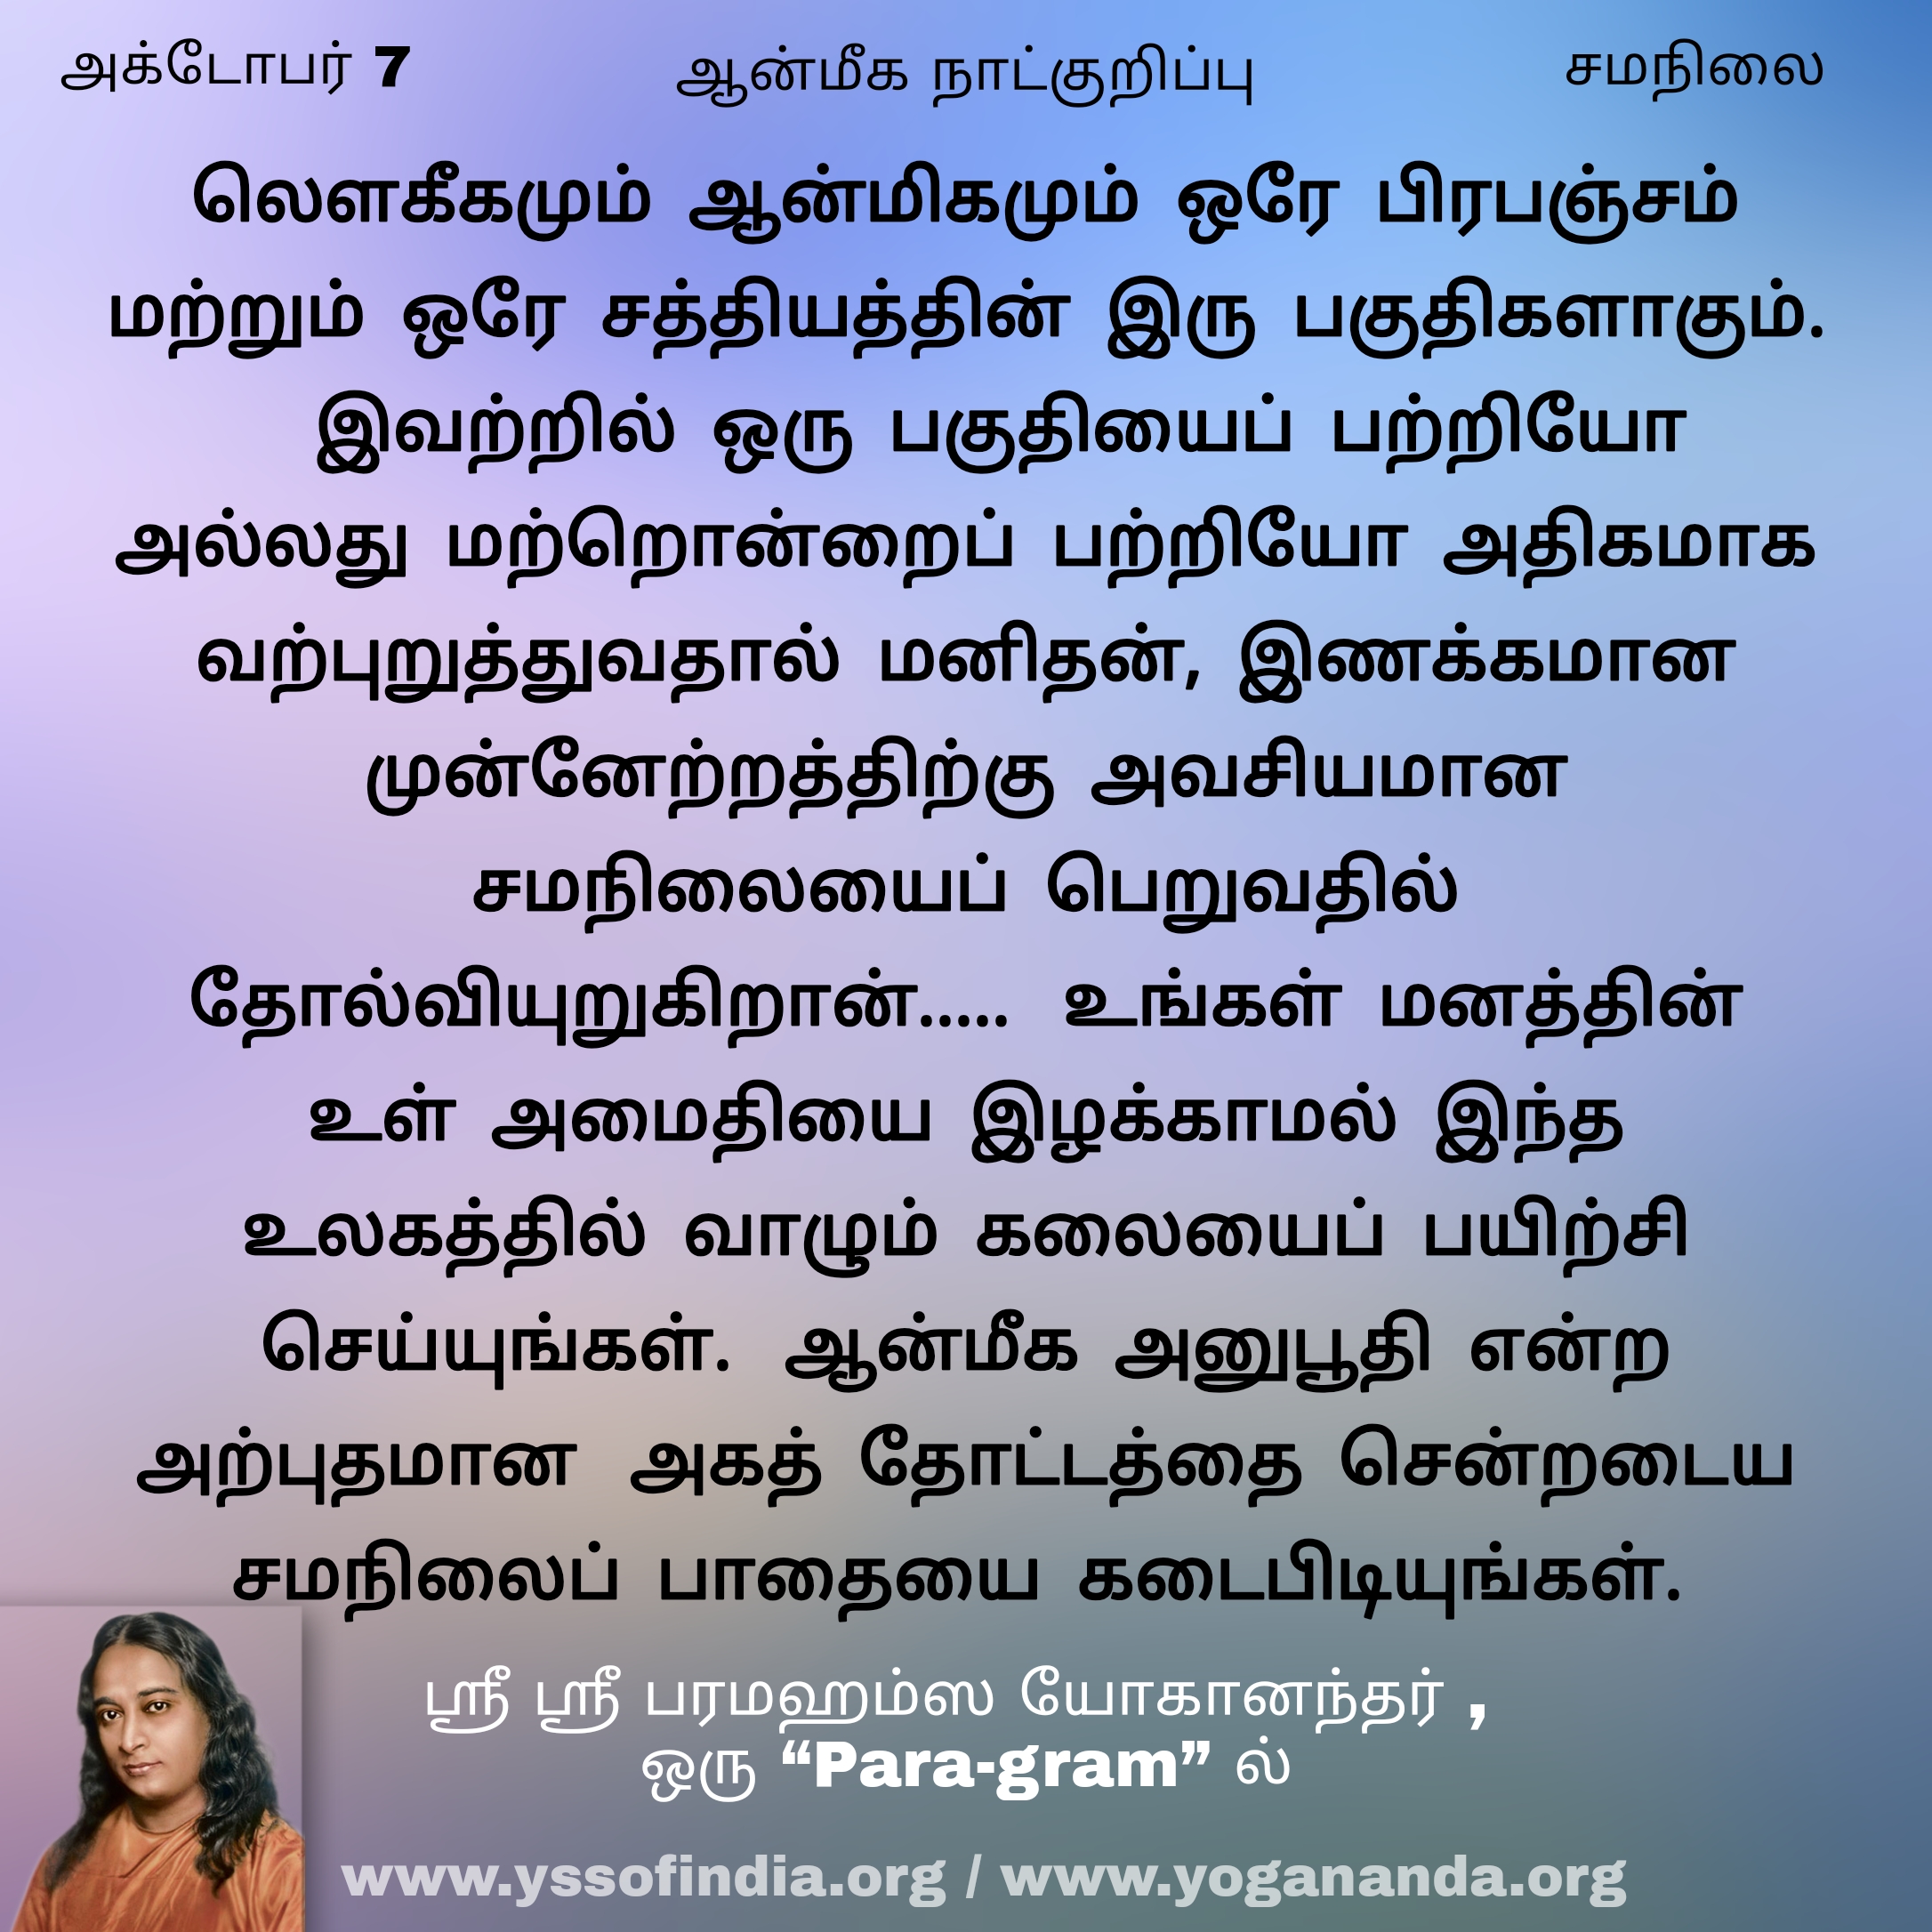 அக்டோபர் 7 ஆன்மீக நாட்குறிப்பு சமநிலை
லௌகீகமும் ஆன்மிகமும் ஒரே பிரபஞ்சம்
மற்றும் ஒரே சத்தியத்தின் இரு பகுதிகளாகும்.
இவற்றில் ஒரு பகுதியைப் பற்றியோ
அல்லது மற்றொன்றைப் பற்றியோ அதிகமாக
வற்புறுத்துவதால் மனிதன், இணக்கமான
முன்னேற்றத்திற்கு அவசியமான
சமநிலையைப் பெறுவதில்
தோல்வியுறுகிறான்..... உங்கள் மனத்தின்
உள் அமைதியை இழக்காமல் இந்த
உலகத்தில் வாழும் கலையைப் பயிற்சி
செய்யுங்கள். ஆன்மீக அனுபூதி என்ற
அற்புதமான அகத் தோட்டத்தை சென்றடைய
சமநிலைப் பாதையை கடைபிடியுங்கள்.
ஸ்ரீ ஸ்ரீ பரமஹம்ஸ யோகானந்தர் ,
ஒரு “Para-gram” ல்
www.yssofindia.org / www.yogananda.org